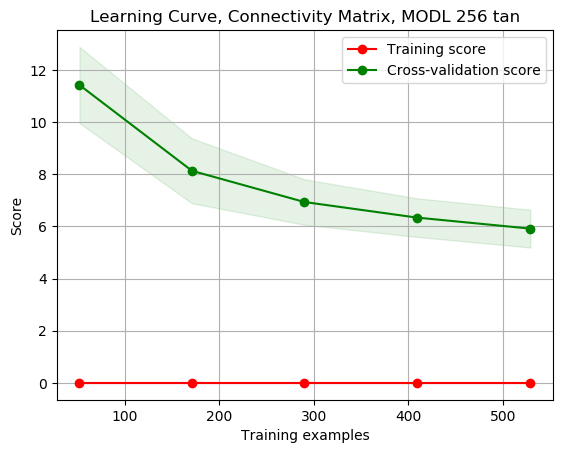 Learning Curve, Connectivity Matrix, MODL 256 tan
Training score
Cross-validation score
Score
12
10
8
6
4
2
0
100 200 300 400 500
Training examples